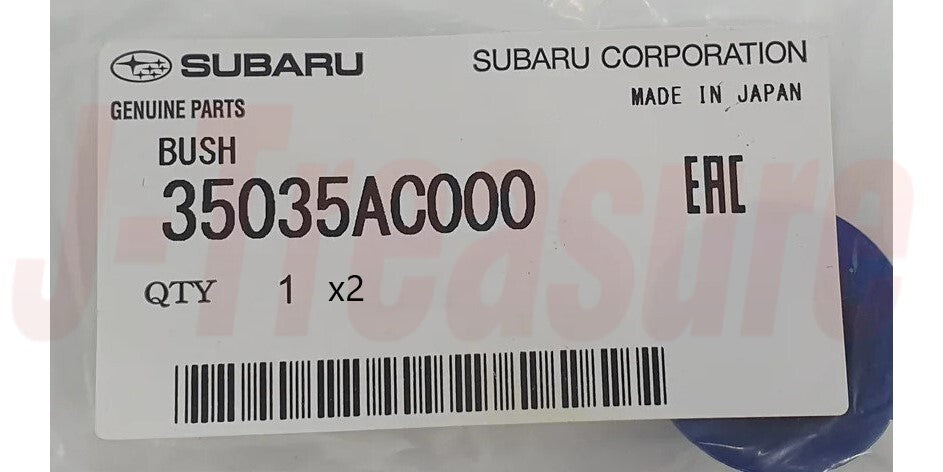 SUBARU SUBARU CORPORATION
GENUINE PARTS MADE IN JAPAN
BUSH
35035AC000 EAC
QTY 1 x2
J-Treasure